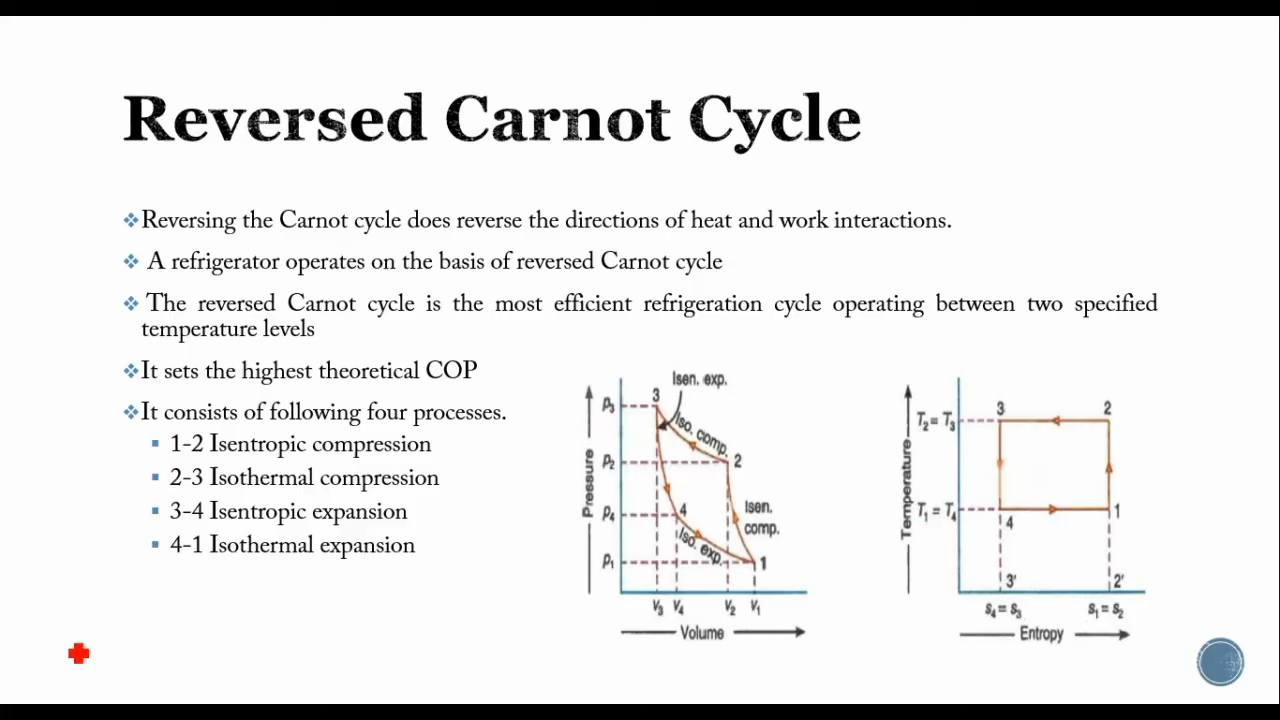 Reversed Carnot Cycle
❖Reversing the Carnot cycle does reverse the directions of heat and work interactions.
❖ A refrigerator operates on the basis of reversed Carnot cycle
❖ The reversed Carnot cycle is the most efficient refrigeration cycle operating between two specified
temperature levels
❖It sets the highest theoretical COP
❖It consists of following four processes.
▪ 1-2 Isentropic compression
▪ 2-3 Isothermal compression
▪ 3-4 Isentropic expansion
▪ 4-1 Isothermal expansion
Isen. exp.
p₃
3
Iso. comp.
p₂
2
Pressure
p₄
4
Isen.
comp.
Iso. exp.
p₁
1
v₃ v₄ v₂ v₁
Volume
3 2
T₂ = T₃
Temperature
T₁ = T₄
4 1
3' 2'
s₄ = s₃ s₁ = s₂
Entropy